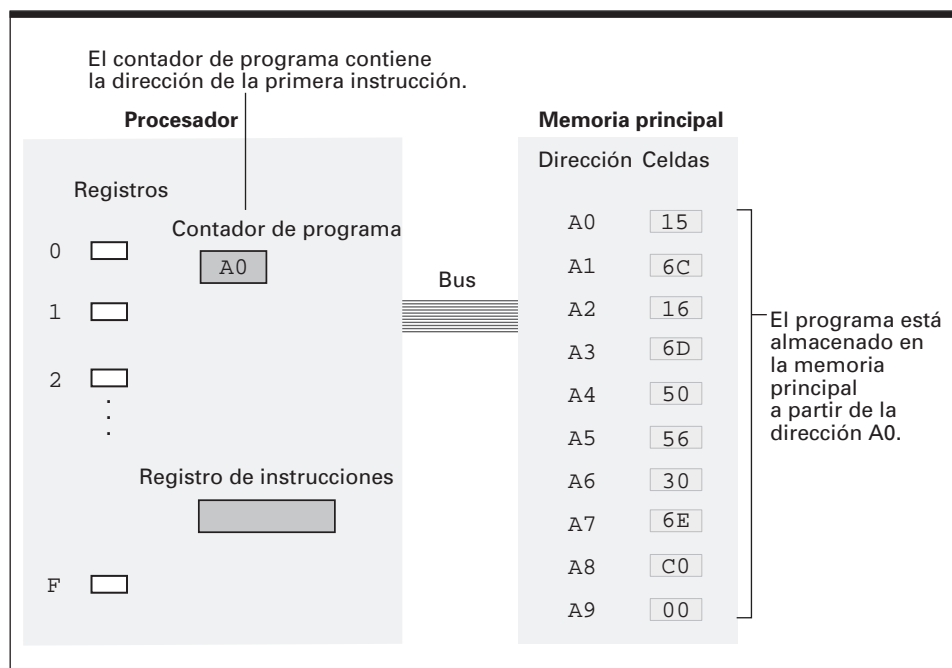 El contador de programa contiene
la dirección de la primera instrucción.
Procesador
Registros
Contador de programa
0
A0
1
2
Registro de instrucciones
F
Bus
Memoria principal
Dirección Celdas
A0 15
A1 6C
A2 16
A3 6D
A4 50
A5 56
A6 30
A7 6E
A8 C0
A9 00
El programa está
almacenado en
la memoria
principal
a partir de la
dirección A0.